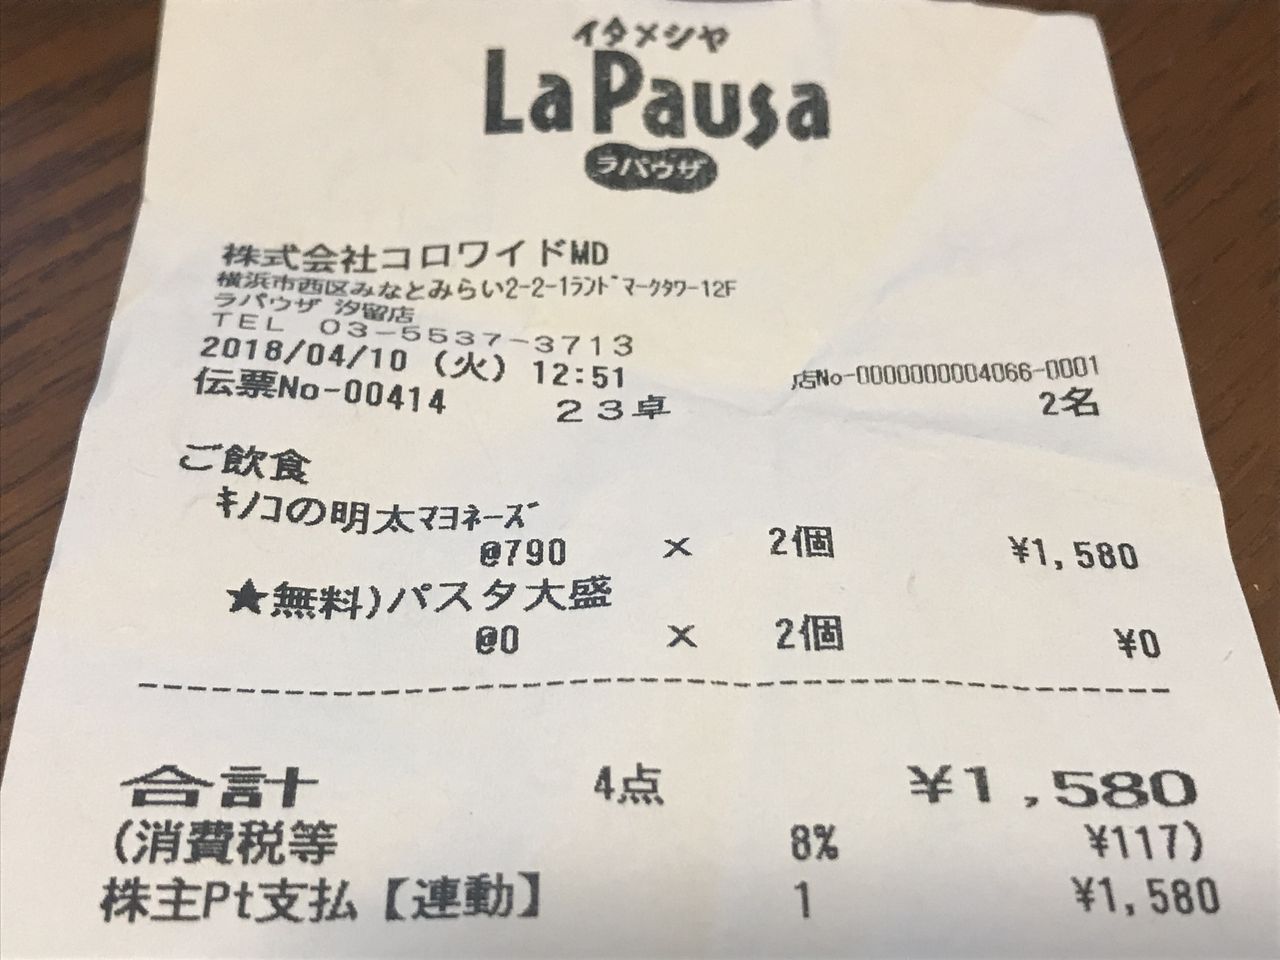 イタメシヤ
La Pausa
ラパウザ
株式会社コロワイドMD
横浜市西区みなとみらい2-2-1ﾗﾝﾄﾞﾏｰｸﾀﾜｰ12F
ラパウザ 汐留店
TEL 03-5537-3713
2018/04/10 (火) 12:51 店No-0000000004066-0001
伝票No-00414 23卓 2名
ご飲食
ｷﾉｺの明太ﾏﾖﾈｰｽﾞ
@790 × 2個 ¥1,580
★無料)パスタ大盛
@0 × 2個 ¥0
合計 4点 ¥1,580
(消費税等 8% ¥117)
株主Pt支払【連動】 1 ¥1,580